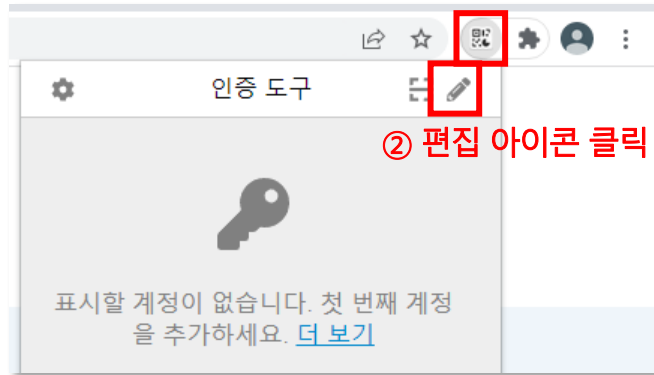 인증 도구
② 편집 아이콘 클릭
표시할 계정이 없습니다. 첫 번째 계정
을 추가하세요. 더 보기